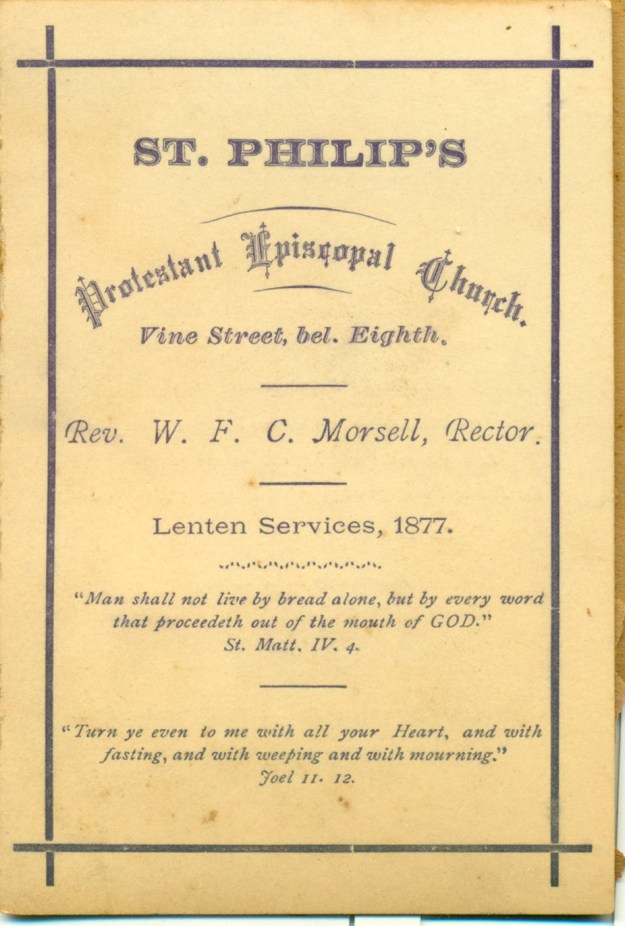 ST. PHILIP'S
Protestant Episcopal Church.
Vine Street, bel. Eighth.
Rev. W. F. C. Morsell, Rector.
Lenten Services, 1877.
"Man shall not live by bread alone, but by every word
that proceedeth out of the mouth of GOD."
St. Matt. IV. 4.
"Turn ye even to me with all your Heart, and with
fasting, and with weeping and with mourning."
Joel II. 12.